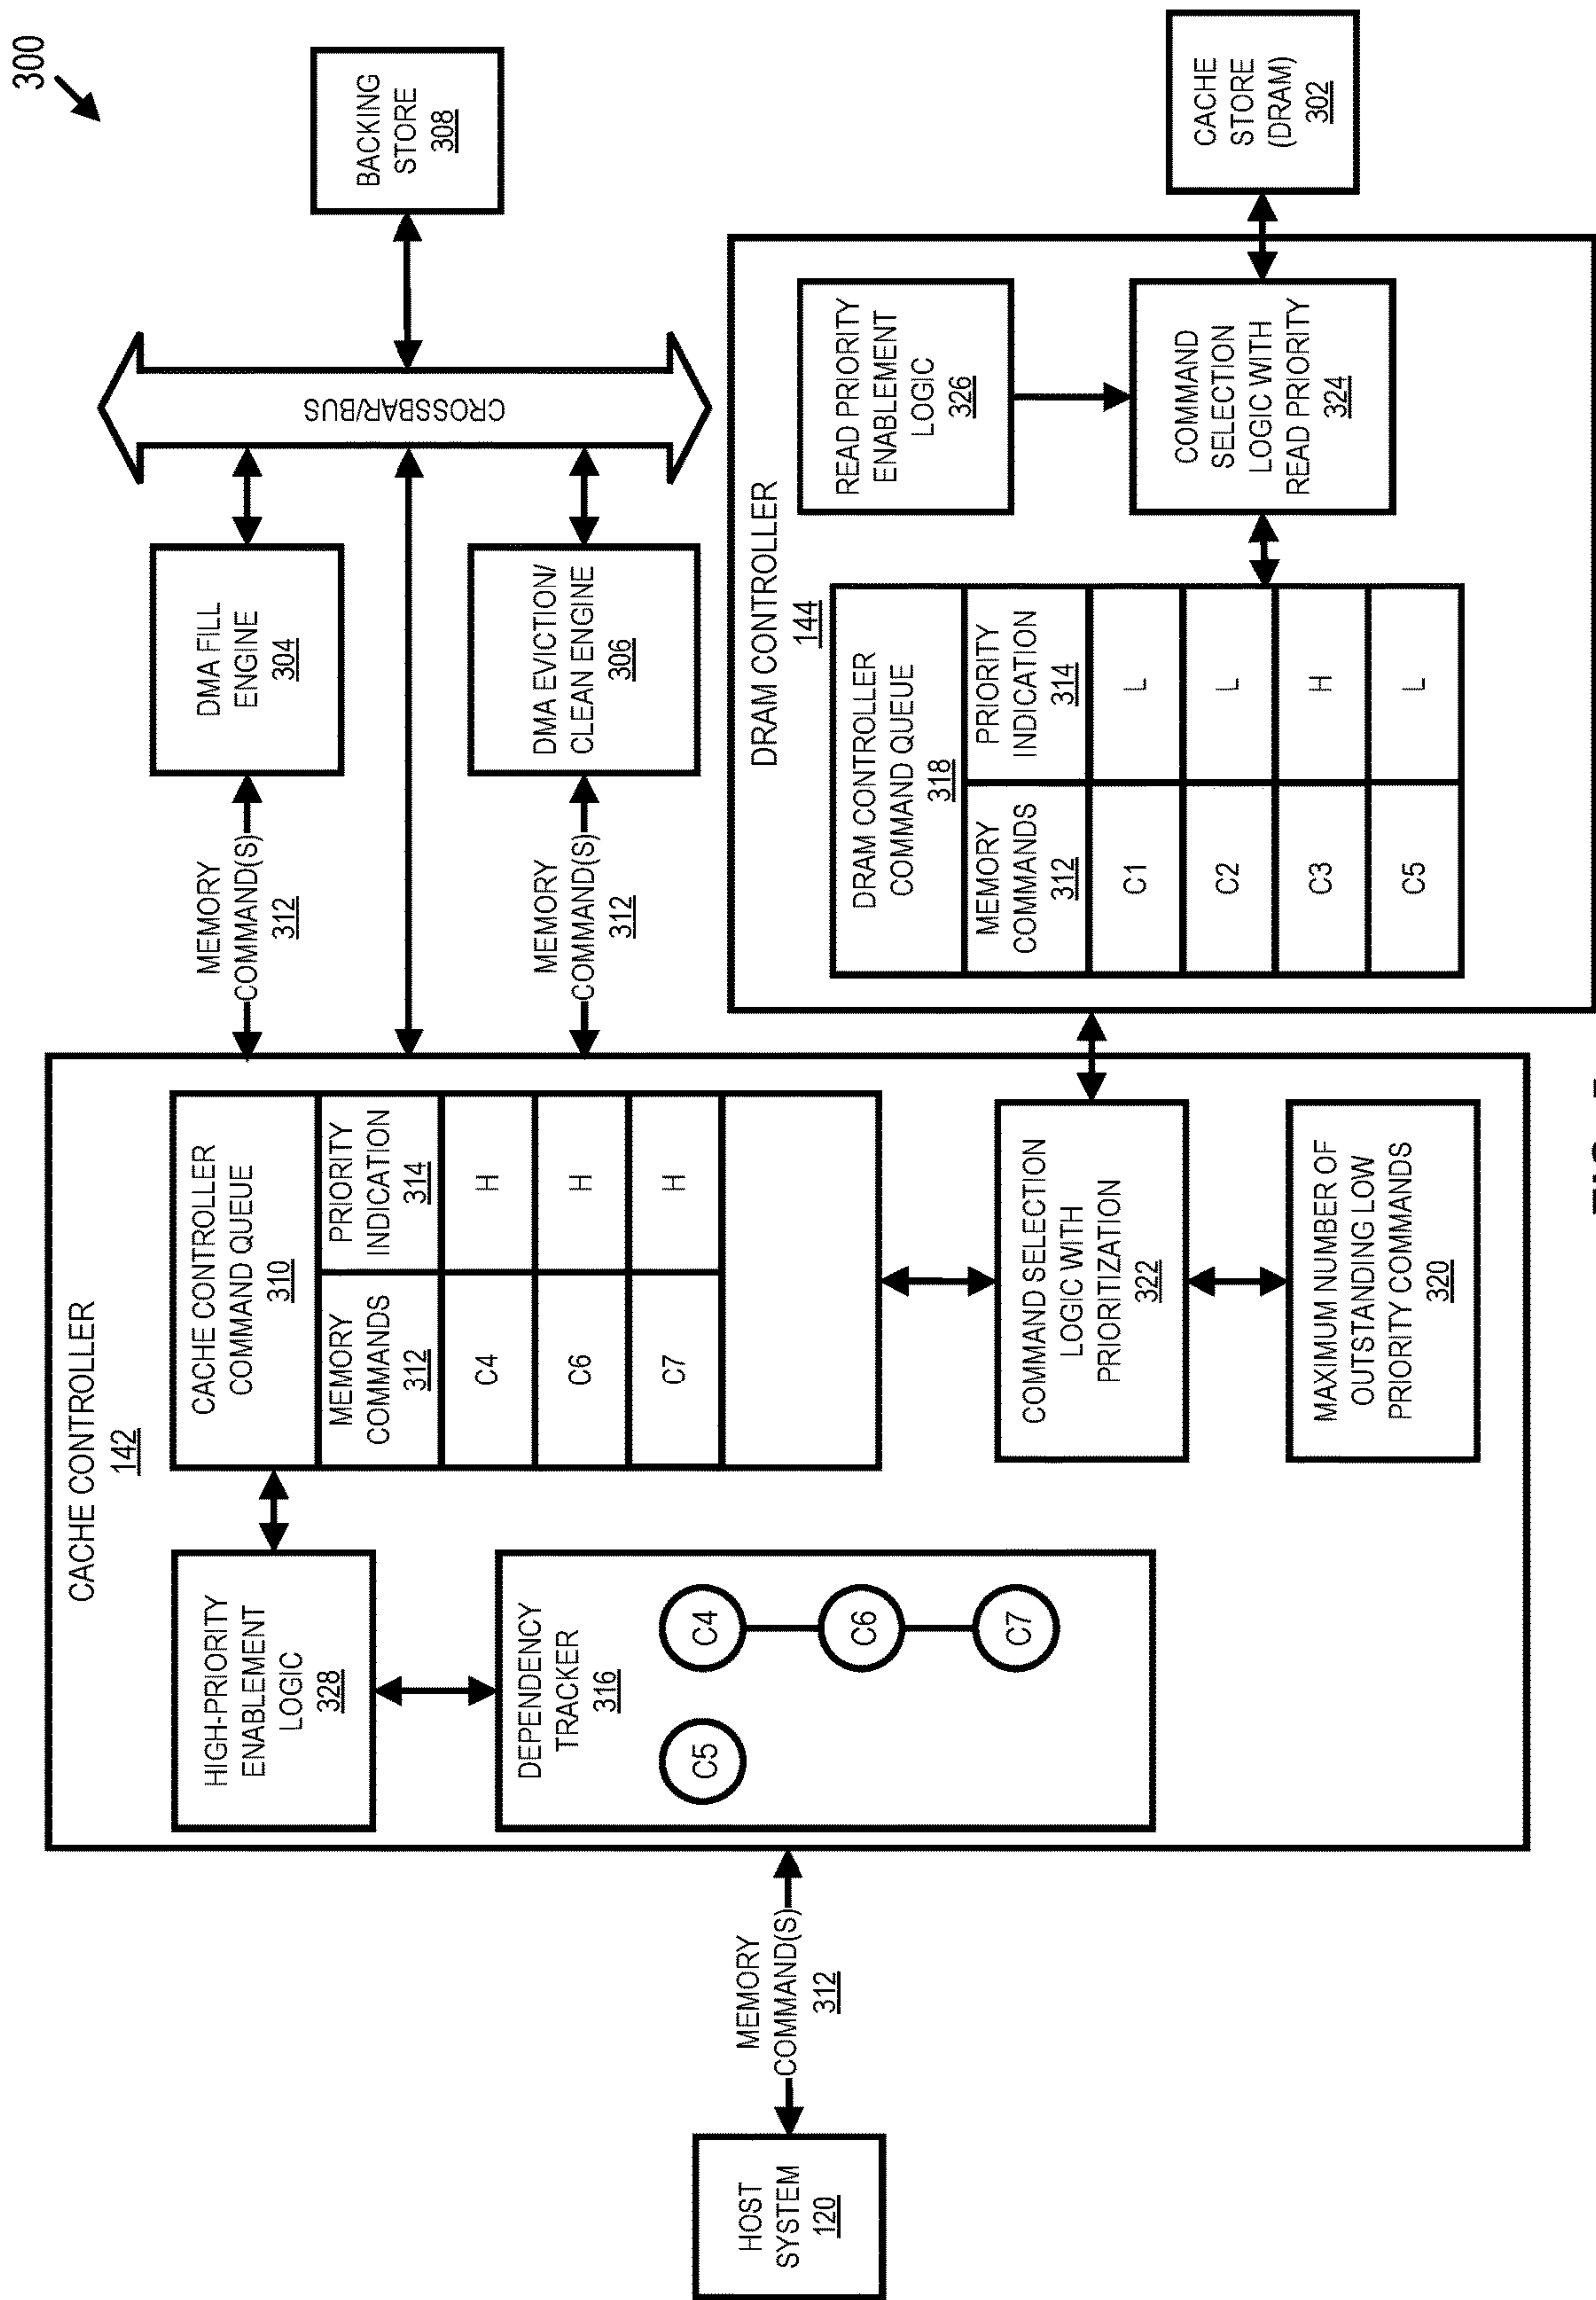 300
HOST
SYSTEM
120
MEMORY
COMMAND(S)
312
CACHE CONTROLLER
142
HIGH-PRIORITY
ENABLEMENT
LOGIC
328
DEPENDENCY
TRACKER
316
C5
C4
C6
C7
CACHE CONTROLLER
COMMAND QUEUE
310
MEMORY
COMMANDS
312
PRIORITY
INDICATION
314
C4 H
C6 H
C7 H
COMMAND SELECTION
LOGIC WITH
PRIORITIZATION
322
MAXIMUM NUMBER OF
OUTSTANDING LOW
PRIORITY COMMANDS
320
MEMORY
COMMAND(S)
312
MEMORY
COMMAND(S)
312
DMA FILL
ENGINE
304
DMA EVICTION/
CLEAN ENGINE
306
CROSSBAR/BUS
BACKING
STORE
308
DRAM CONTROLLER
144
DRAM CONTROLLER
COMMAND QUEUE
318
MEMORY
COMMANDS
312
PRIORITY
INDICATION
314
C1 L
C2 L
C3 H
C5 L
READ PRIORITY
ENABLEMENT
LOGIC
326
COMMAND
SELECTION
LOGIC WITH
READ PRIORITY
324
CACHE
STORE
(DRAM)
302